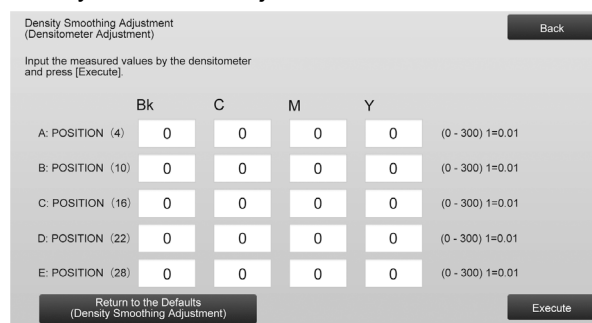 Density Smoothing Adjustment
(Densitometer Adjustment)
Back
Input the measured values by the densitometer
and press [Execute].
Bk C M Y
A: POSITION (4) 0 0 0 0 (0 - 300) 1=0.01
B: POSITION (10) 0 0 0 0 (0 - 300) 1=0.01
C: POSITION (16) 0 0 0 0 (0 - 300) 1=0.01
D: POSITION (22) 0 0 0 0 (0 - 300) 1=0.01
E: POSITION (28) 0 0 0 0 (0 - 300) 1=0.01
Return to the Defaults
(Density Smoothing Adjustment)
Execute